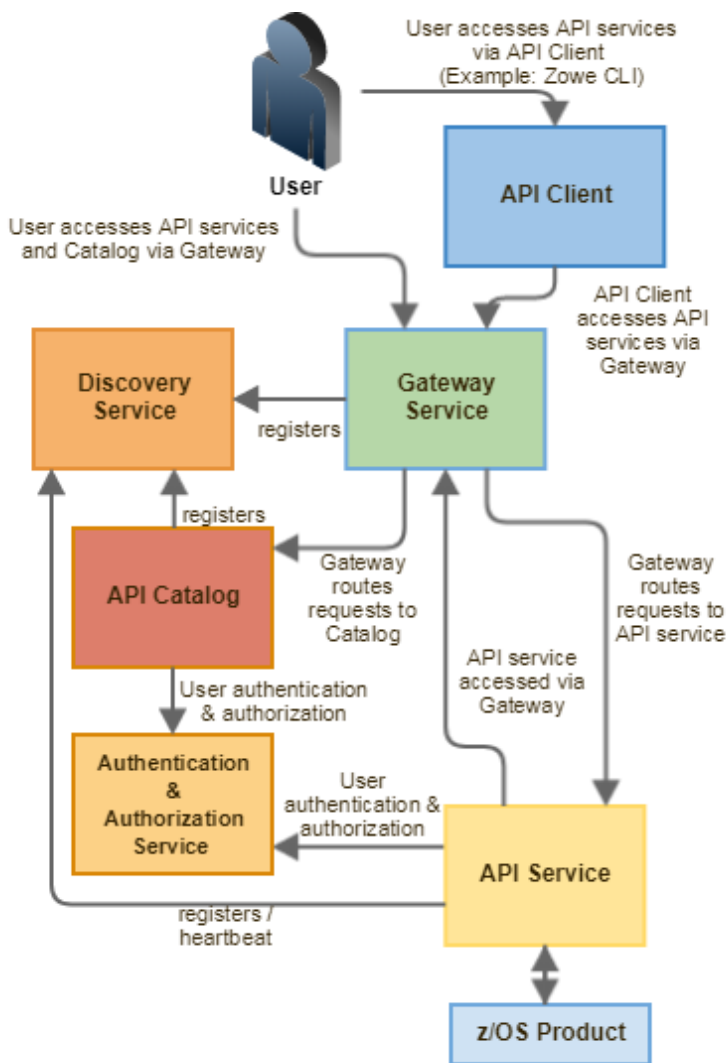 User accesses API services
via API Client
(Example: Zowe CLI)
User
API Client
User accesses API services
and Catalog via Gateway
API Client
accesses API
services via
Gateway
Discovery
Service
registers
Gateway
Service
registers
API Catalog
Gateway
routes
requests to
Catalog
Gateway
routes
requests to
API service
API service
accessed via
Gateway
User authentication
& authorization
Authentication
&
Authorization
Service
User
authentication &
authorization
API Service
registers /
heartbeat
z/OS Product